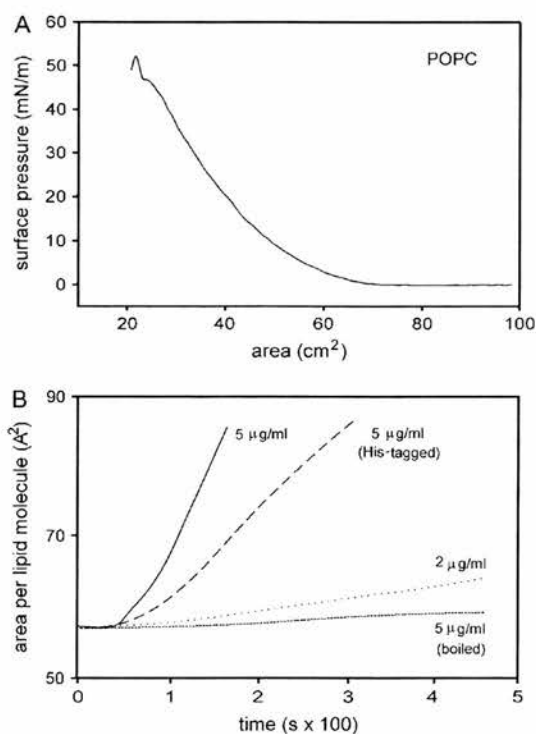 A
60
50
40
30
20
10
0
surface pressure (mN/m)
POPC
20 40 60 80 100
area (cm²)
B
90
70
50
area per lipid molecule (Å²)
5 μg/ml
5 μg/ml
(His-tagged)
2 μg/ml
5 μg/ml
(boiled)
0 1 2 3 4 5
time (s x 100)